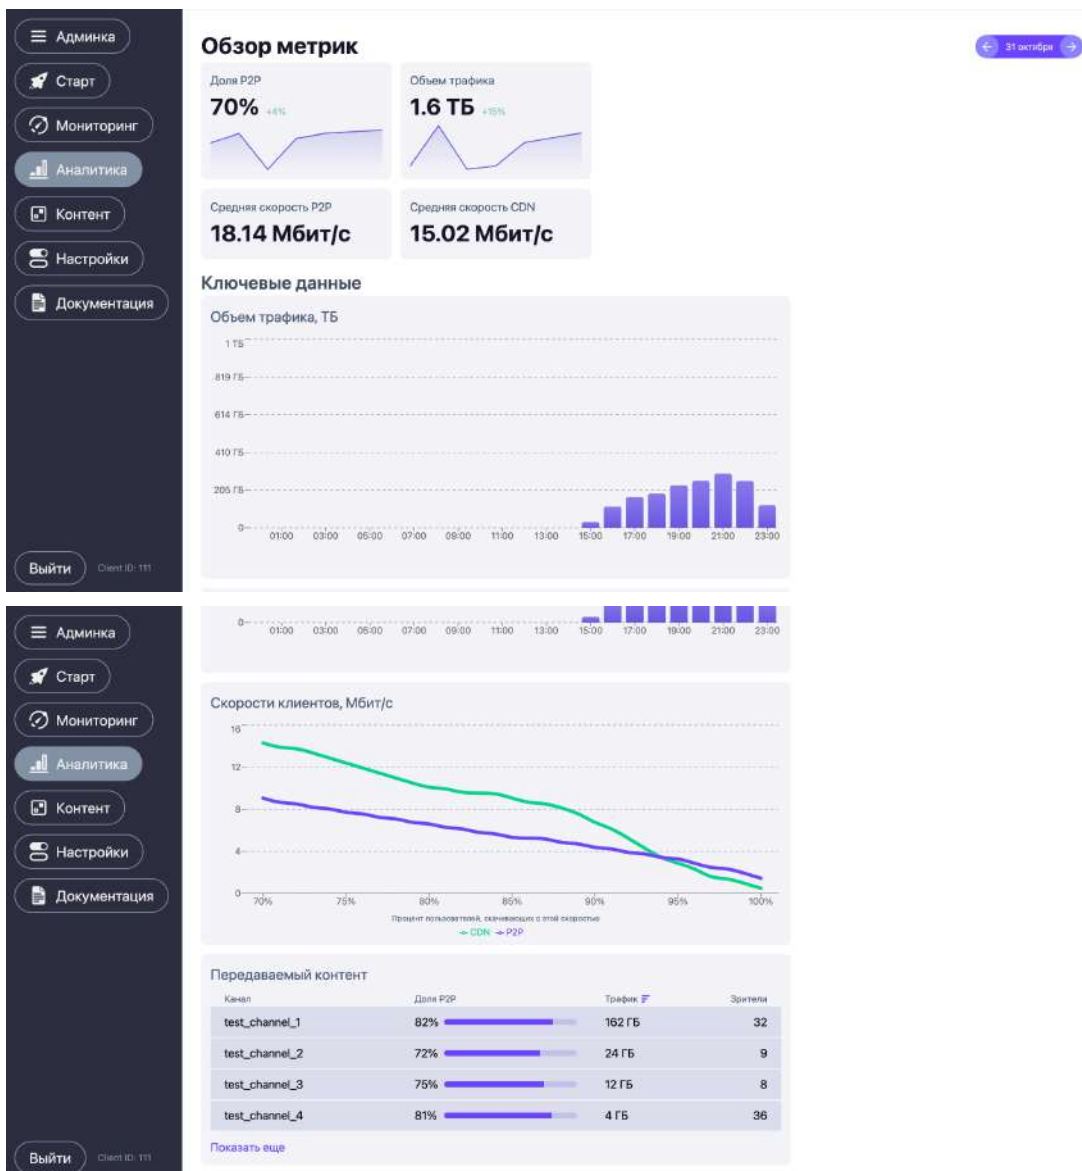 Админка
Старт
Мониторинг
Аналитика
Контент
Настройки
Документация
Выйти
Client ID: 111
Обзор метрик
31 октября
Доля P2P
70% +4%
Объем трафика
1.6 ТБ +15%
Средняя скорость P2P
18.14 Мбит/с
Средняя скорость CDN
15.02 Мбит/с
Ключевые данные
Объем трафика, ТБ
1 ТБ
819 ГБ
614 ГБ
410 ГБ
205 ГБ
0
01:00 03:00 05:00 07:00 09:00 11:00 13:00 15:00 17:00 19:00 21:00 23:00
Админка
Старт
Мониторинг
Аналитика
Контент
Настройки
Документация
Выйти
Client ID: 111
0
01:00 03:00 05:00 07:00 09:00 11:00 13:00 15:00 17:00 19:00 21:00 23:00
Скорости клиентов, Мбит/с
16
12
8
4
0
70% 75% 80% 85% 90% 95% 100%
Процент пользователей, скачивающих с этой скоростью
CDN P2P
Передаваемый контент
Канал Доля P2P Трафик Зрители
test_channel_1 82% 162 ГБ 32
test_channel_2 72% 24 ГБ 9
test_channel_3 75% 12 ГБ 8
test_channel_4 81% 4 ГБ 36
Показать еще